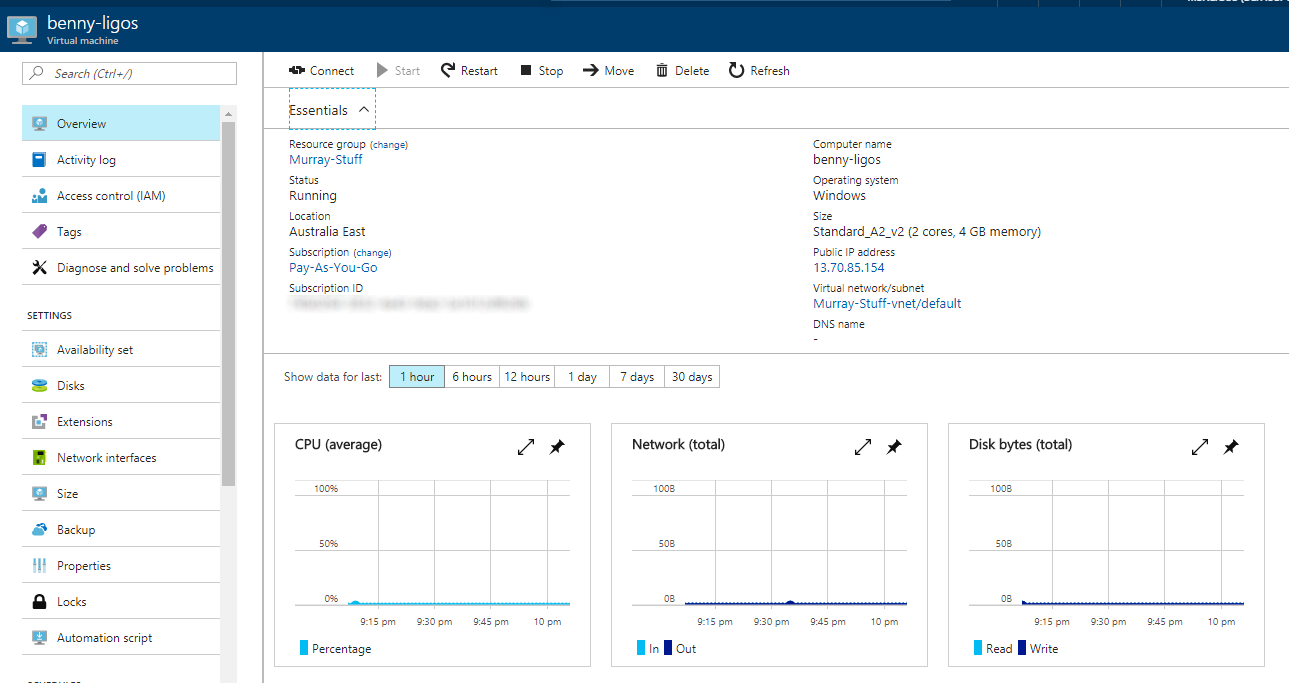 benny-ligos
Virtual machine
Search (Ctrl+/)
Overview
Activity log
Access control (IAM)
Tags
Diagnose and solve problems
SETTINGS
Availability set
Disks
Extensions
Network interfaces
Size
Backup
Properties
Locks
Automation script
Connect Start Restart Stop Move Delete Refresh
Essentials
Resource group (change)
Murray-Stuff
Status
Running
Location
Australia East
Subscription (change)
Pay-As-You-Go
Subscription ID
Computer name
benny-ligos
Operating system
Windows
Size
Standard_A2_v2 (2 cores, 4 GB memory)
Public IP address
13.70.85.154
Virtual network/subnet
Murray-Stuff-vnet/default
DNS name
-
Show data for last: 1 hour 6 hours 12 hours 1 day 7 days 30 days
CPU (average)
100%
50%
0%
9:15 pm 9:30 pm 9:45 pm 10 pm
Percentage
Network (total)
100B
50B
0B
9:15 pm 9:30 pm 9:45 pm 10 pm
In Out
Disk bytes (total)
100B
50B
0B
9:15 pm 9:30 pm 9:45 pm 10 pm
Read Write